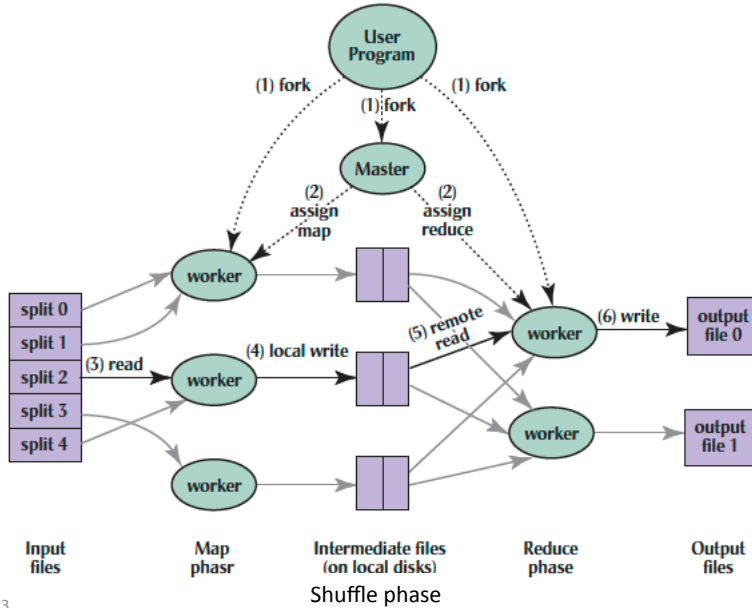 User
Program
(1) fork
(1) fork
(1) fork
Master
(2)
assign
map
(2)
assign
reduce
worker
split 0
split 1
split 2
split 3
split 4
(3) read
worker
(4) local write
(5) remote
read
worker
(6) write
output
file 0
worker
worker
output
file 1
Input
files
Map
phasr
Intermediate files
(on local disks)
Reduce
phase
Output
files
Shuffle phase
3